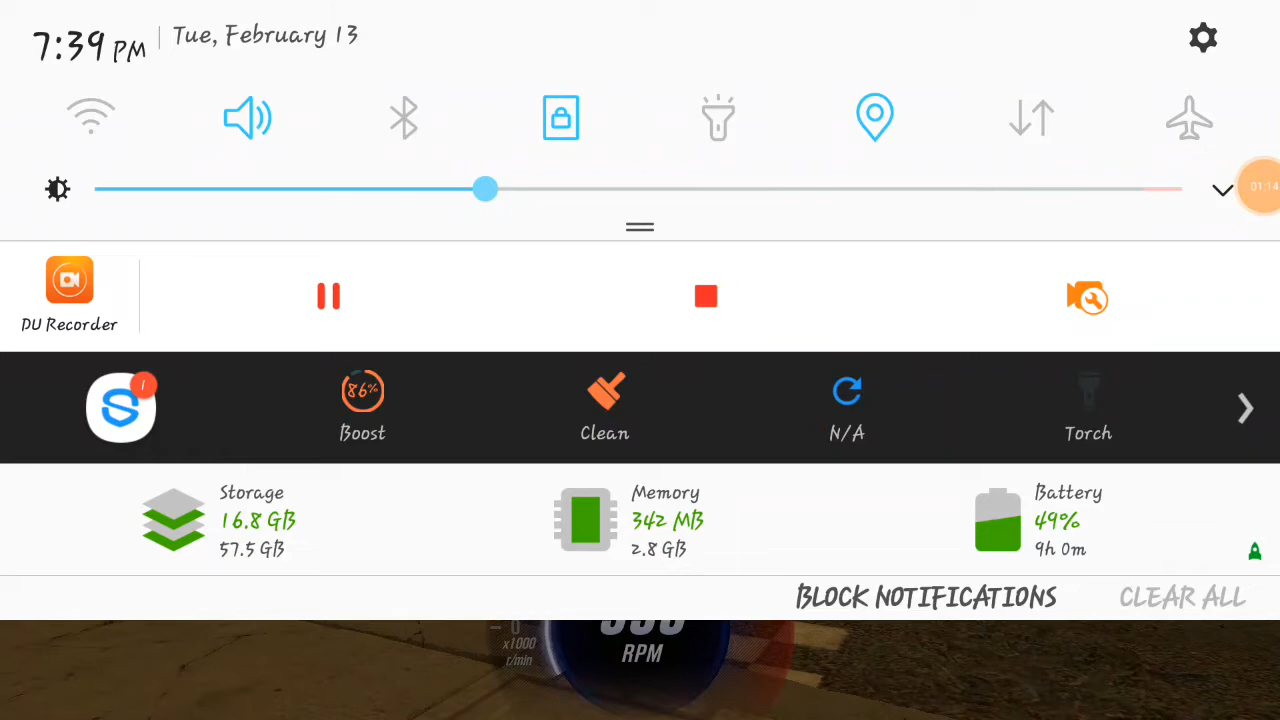 7:39 PM
Tue, February 13
01:14
DU Recorder
1
86%
Boost
Clean
N/A
Torch
Storage
16.8 GB
57.5 GB
Memory
342 MB
2.8 GB
Battery
49%
9h 0m
BLOCK NOTIFICATIONS
CLEAR ALL
0
x1000
r/min
RPM